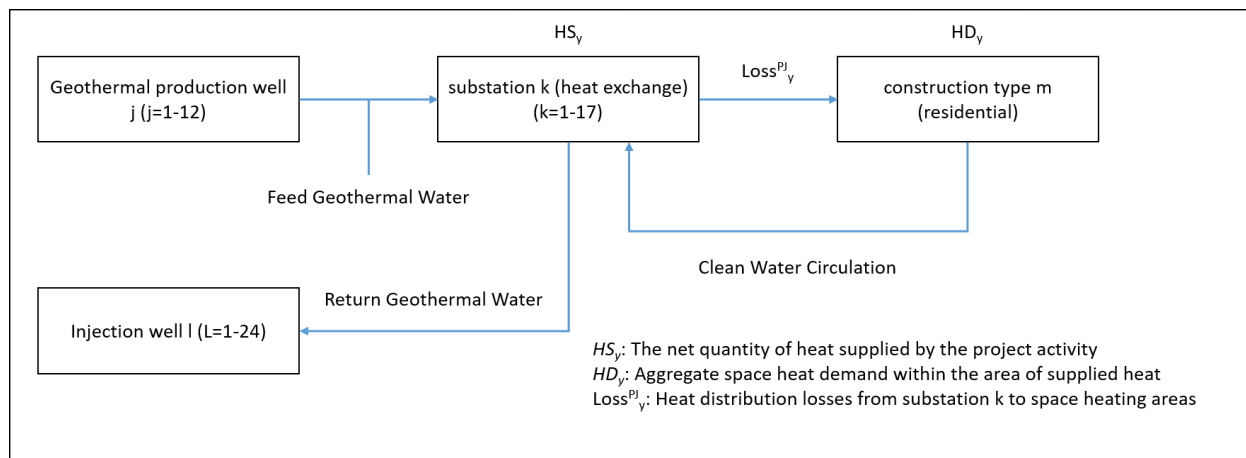 HSy
HDy
Geothermal production well
j (j=1-12)
substation k (heat exchange)
(k=1-17)
LossPJy
construction type m
(residential)
Feed Geothermal Water
Clean Water Circulation
Return Geothermal Water
Injection well l (L=1-24)
HSy: The net quantity of heat supplied by the project activity
HDy: Aggregate space heat demand within the area of supplied heat
LossPJy: Heat distribution losses from substation k to space heating areas